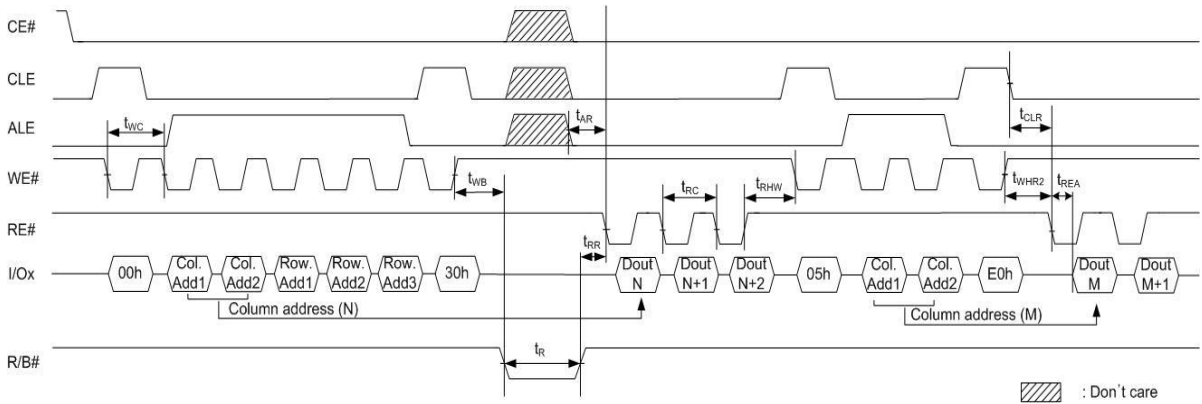 CE#
CLE
ALE
tWC
tAR
tCLR
WE#
tWB
tRC
tRHW
tWHR2
tREA
RE#
tRR
I/Ox
00h
Col. Add1
Col. Add2
Row. Add1
Row. Add2
Row. Add3
30h
Dout N
Dout N+1
Dout N+2
05h
Col. Add1
Col. Add2
E0h
Dout M
Dout M+1
Column address (N)
Column address (M)
R/B#
tR
: Don`t care